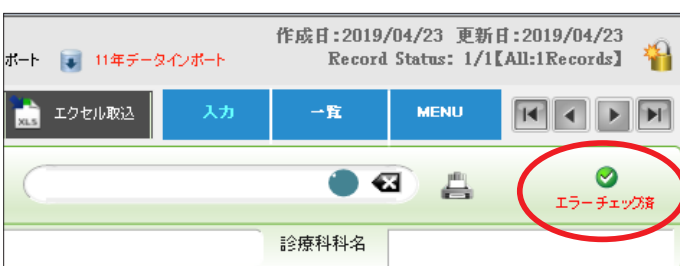 作成日:2019/04/23 更新日:2019/04/23
ポート 11年データインポート Record Status: 1/1【All:1Records】
XLS エクセル取込 入力 一覧 MENU
エラーチェック済
診療科科名